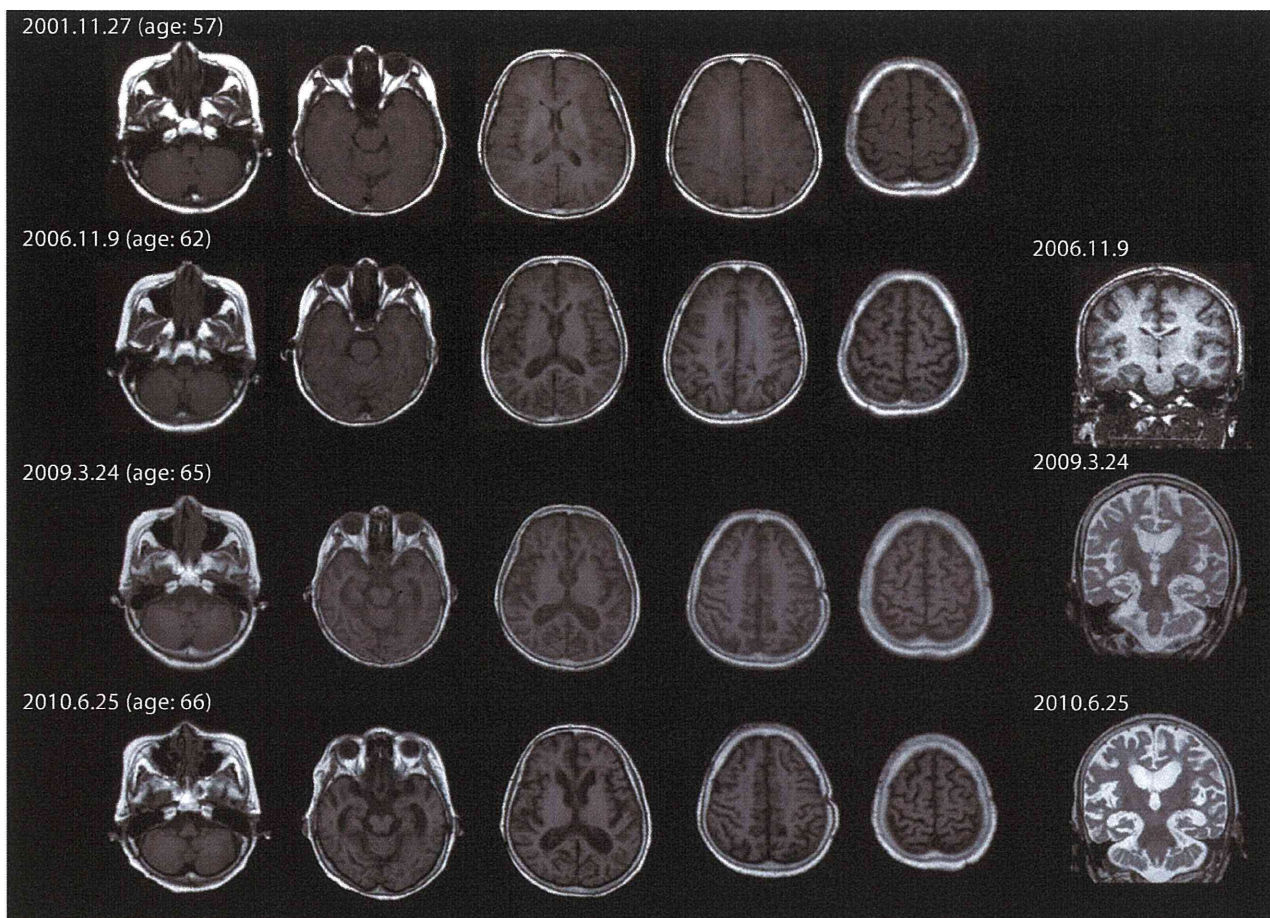 2001.11.27 (age: 57)
2006.11.9 (age: 62)
2006.11.9
2009.3.24 (age: 65)
2009.3.24
2010.6.25 (age: 66)
2010.6.25